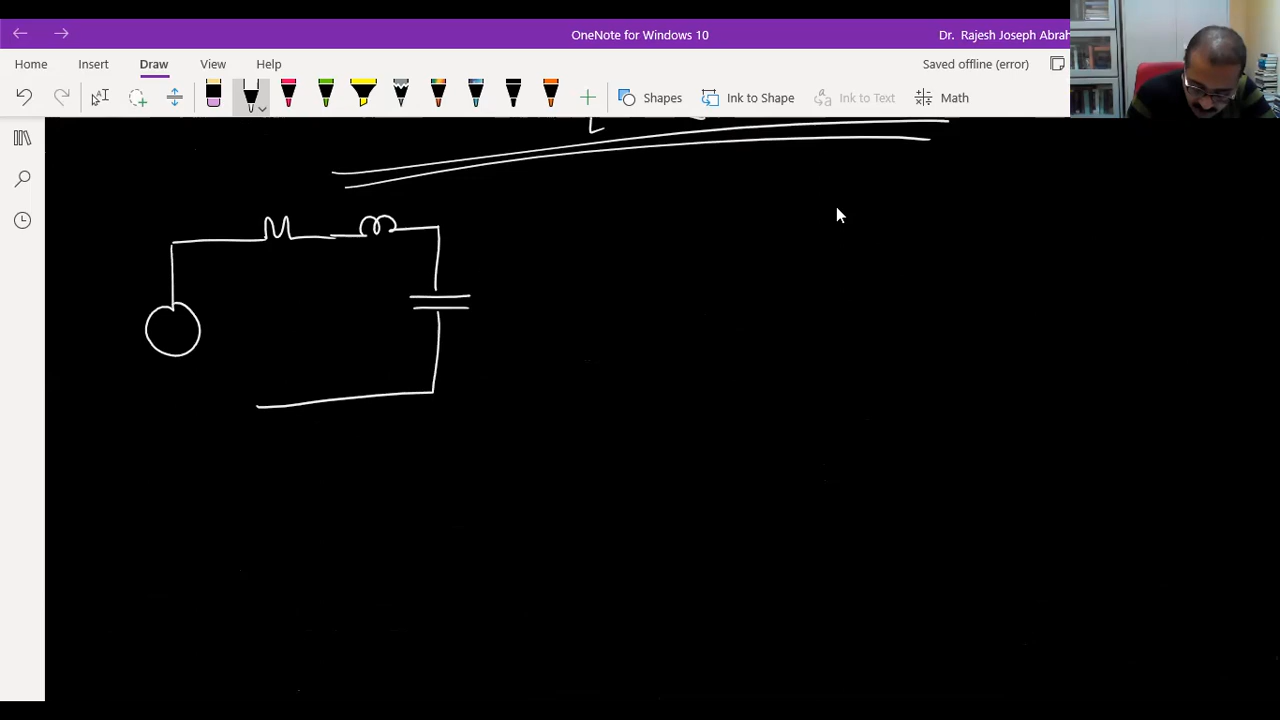 OneNote for Windows 10
Dr. Rajesh Joseph Abrah
Home Insert Draw View Help
Saved offline (error)
Shapes Ink to Shape Ink to Text Math